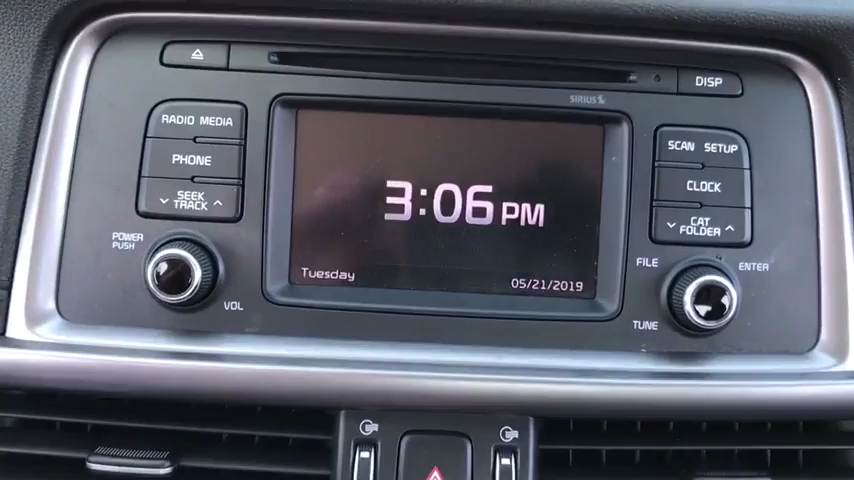 DISP
SIRIUS
RADIO MEDIA
PHONE
SEEK
TRACK
POWER
PUSH
VOL
3:06 PM
Tuesday
05/21/2019
SCAN SETUP
CLOCK
CAT
FOLDER
FILE
ENTER
TUNE